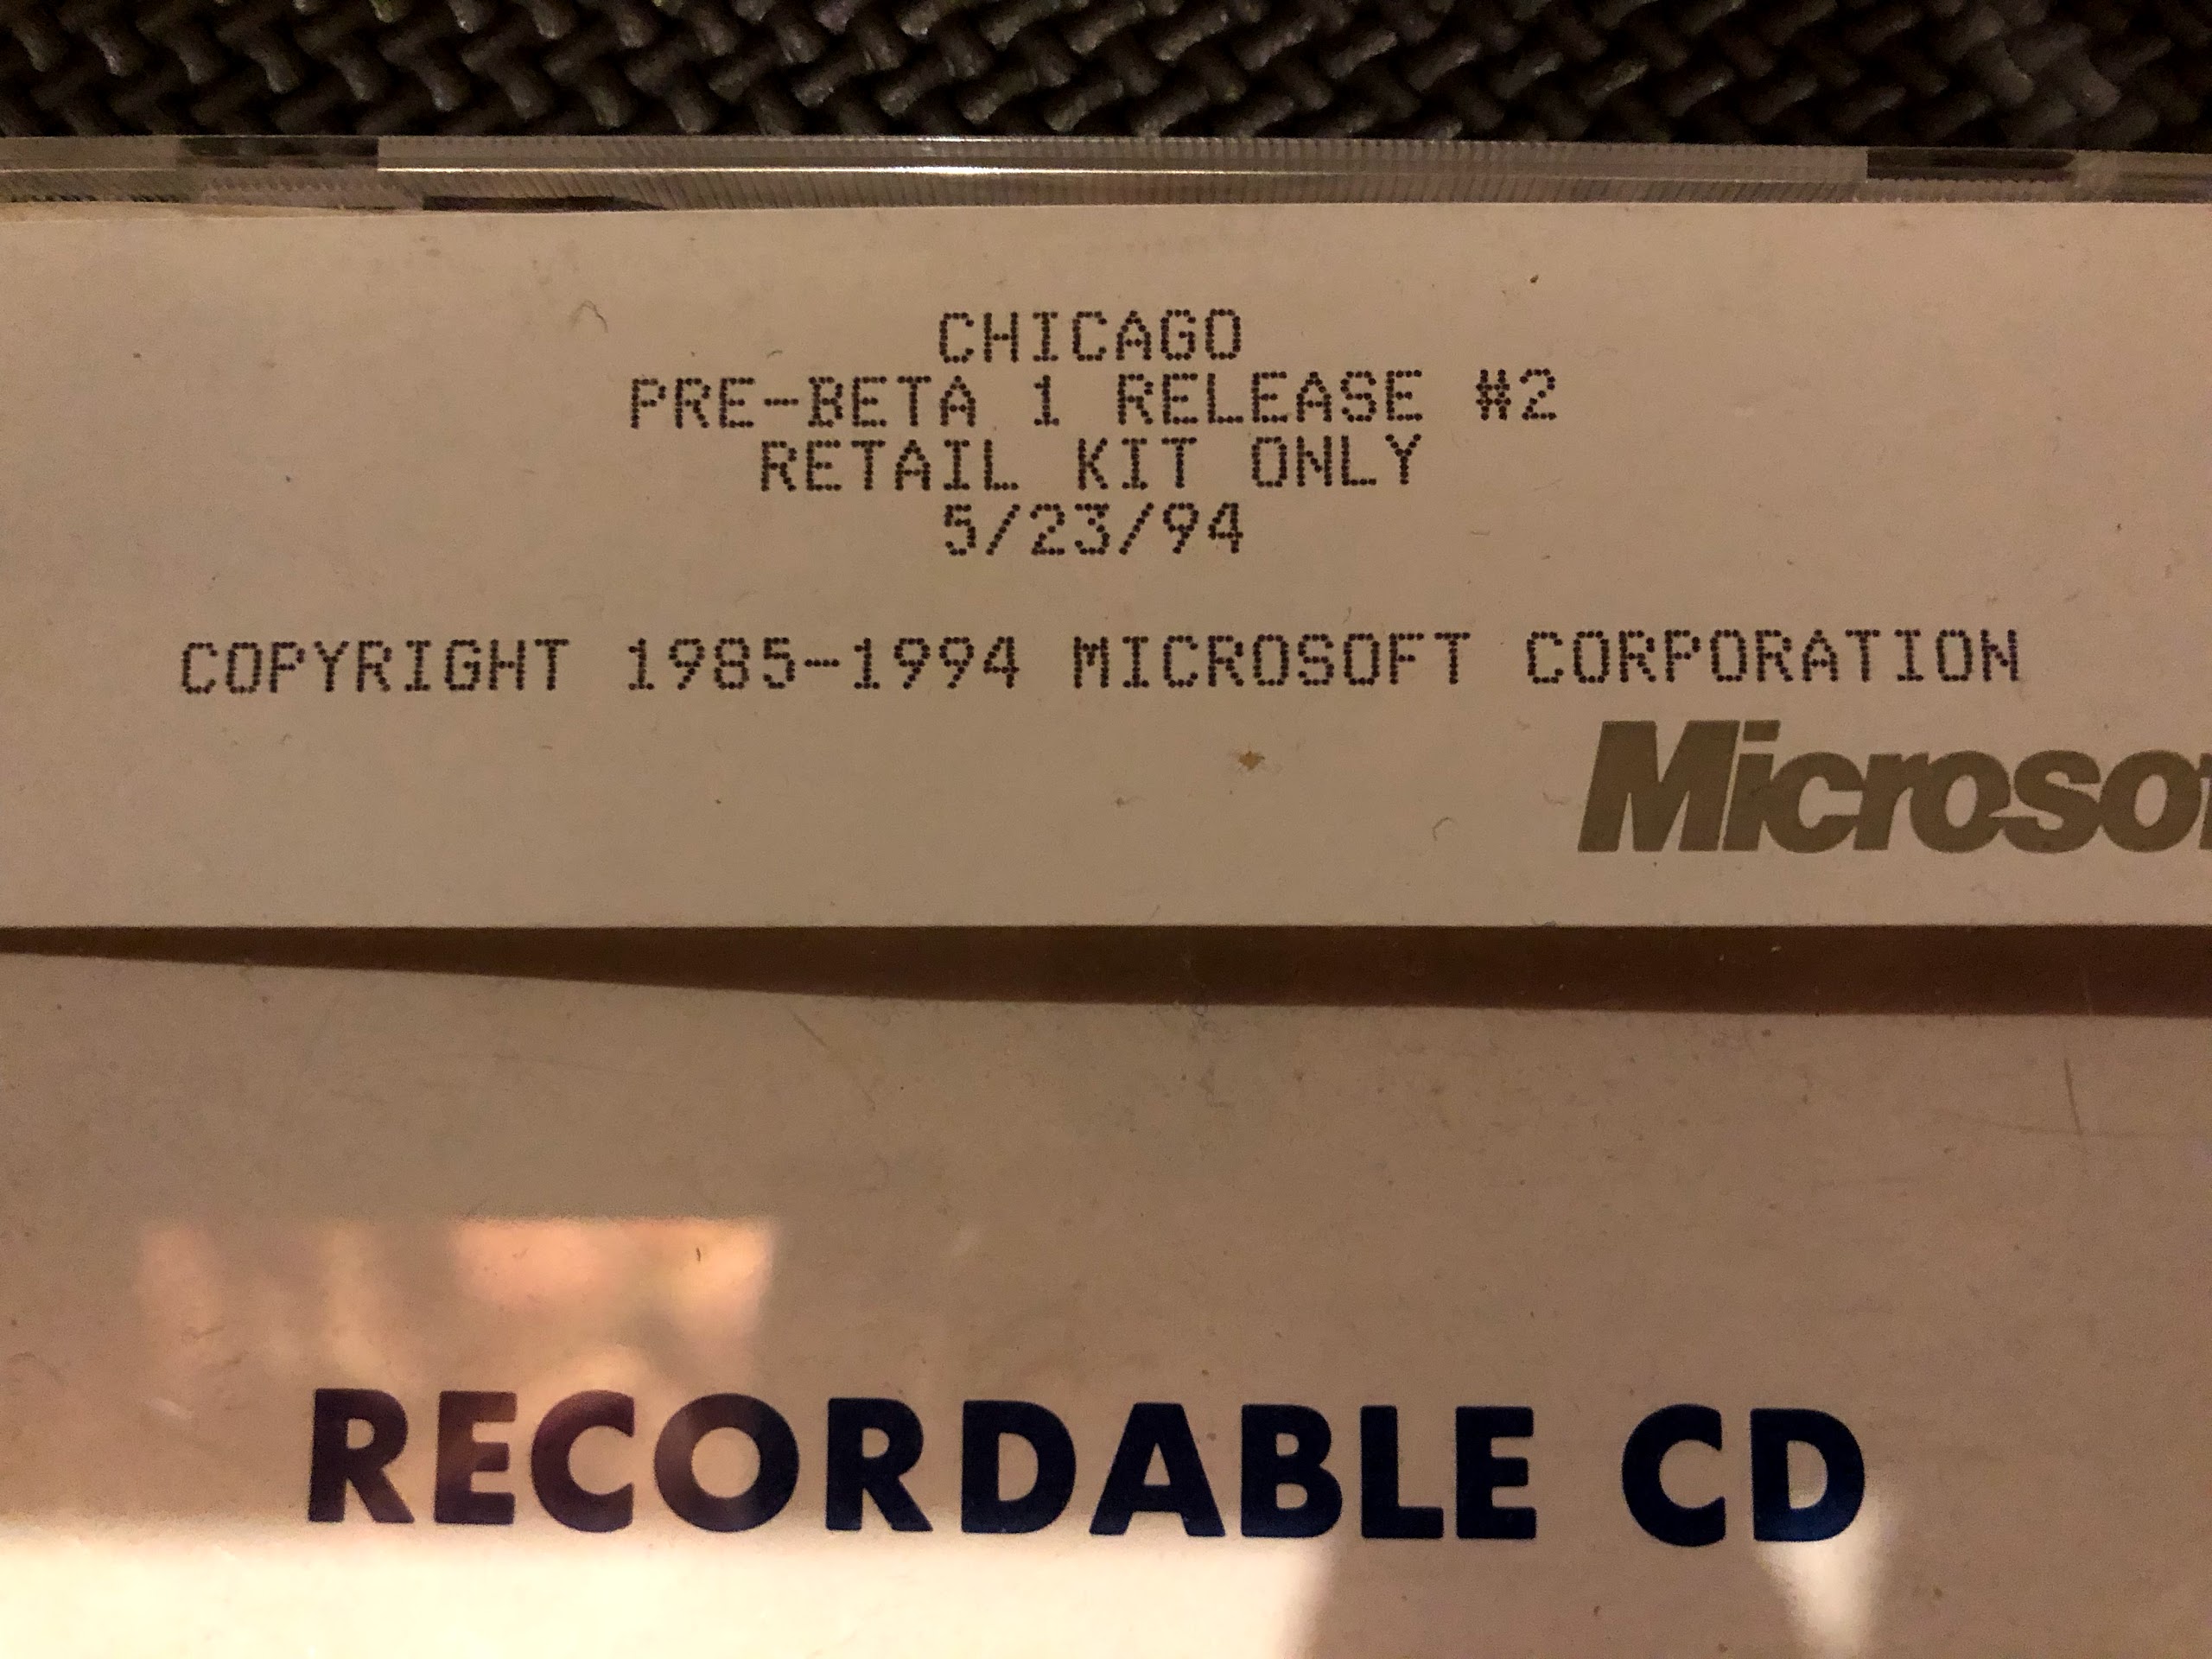 CHICAGO
PRE-BETA 1 RELEASE #2
RETAIL KIT ONLY
5/23/94
COPYRIGHT 1985-1994 MICROSOFT CORPORATION
Microsof
RECORDABLE CD